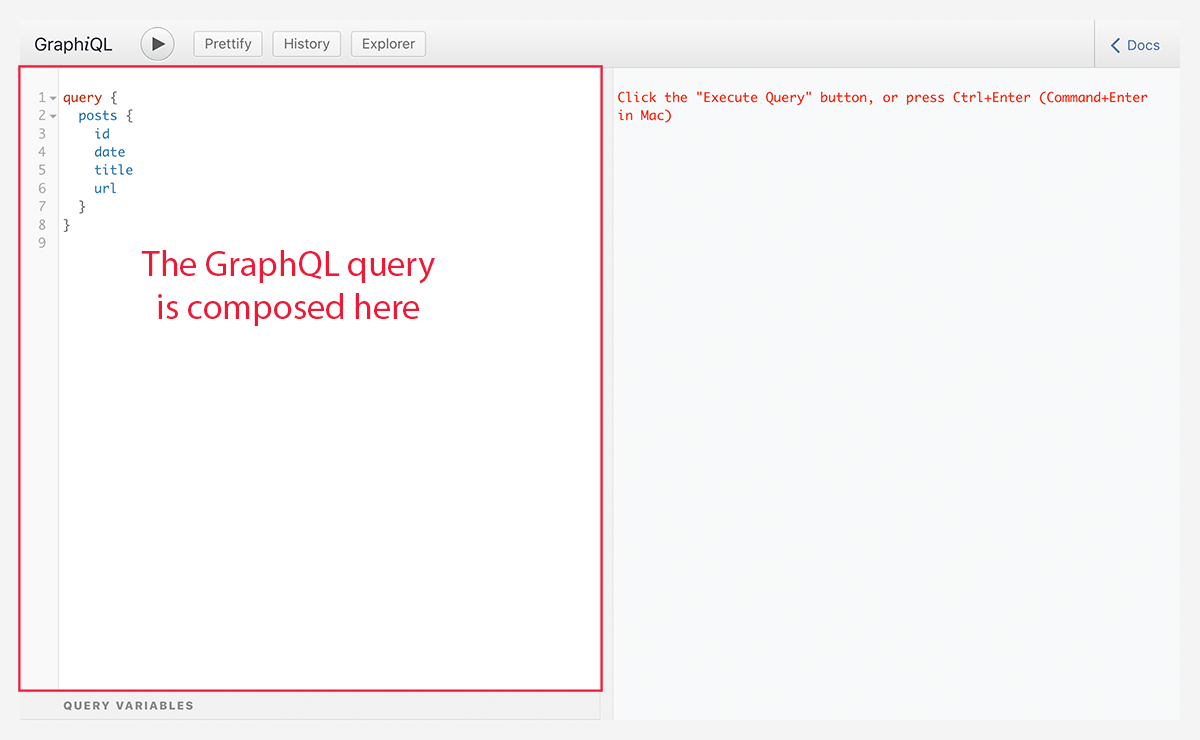 GraphiQL
Prettify
History
Explorer
Docs
1 query {
2 posts {
3 id
4 date
5 title
6 url
7 }
8 }
9
The GraphQL query
is composed here
QUERY VARIABLES
Click the "Execute Query" button, or press Ctrl+Enter (Command+Enter
in Mac)